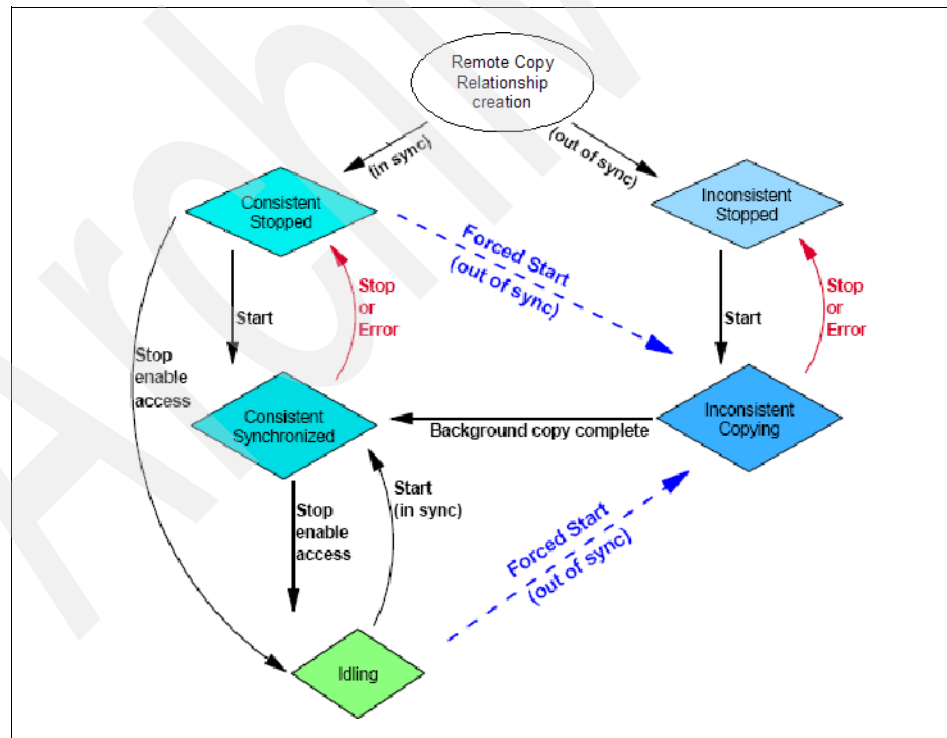 Remote Copy
Relationship
creation
(in sync)
(out of sync)
Consistent
Stopped
Inconsistent
Stopped
Forced Start
(out of sync)
Stop
or
Error
Stop
or
Error
Start
Start
Stop
enable
access
Consistent
Synchronized
Background copy complete
Inconsistent
Copying
Start
(in sync)
Stop
enable
access
Forced Start
(out of sync)
Idling
Archiv